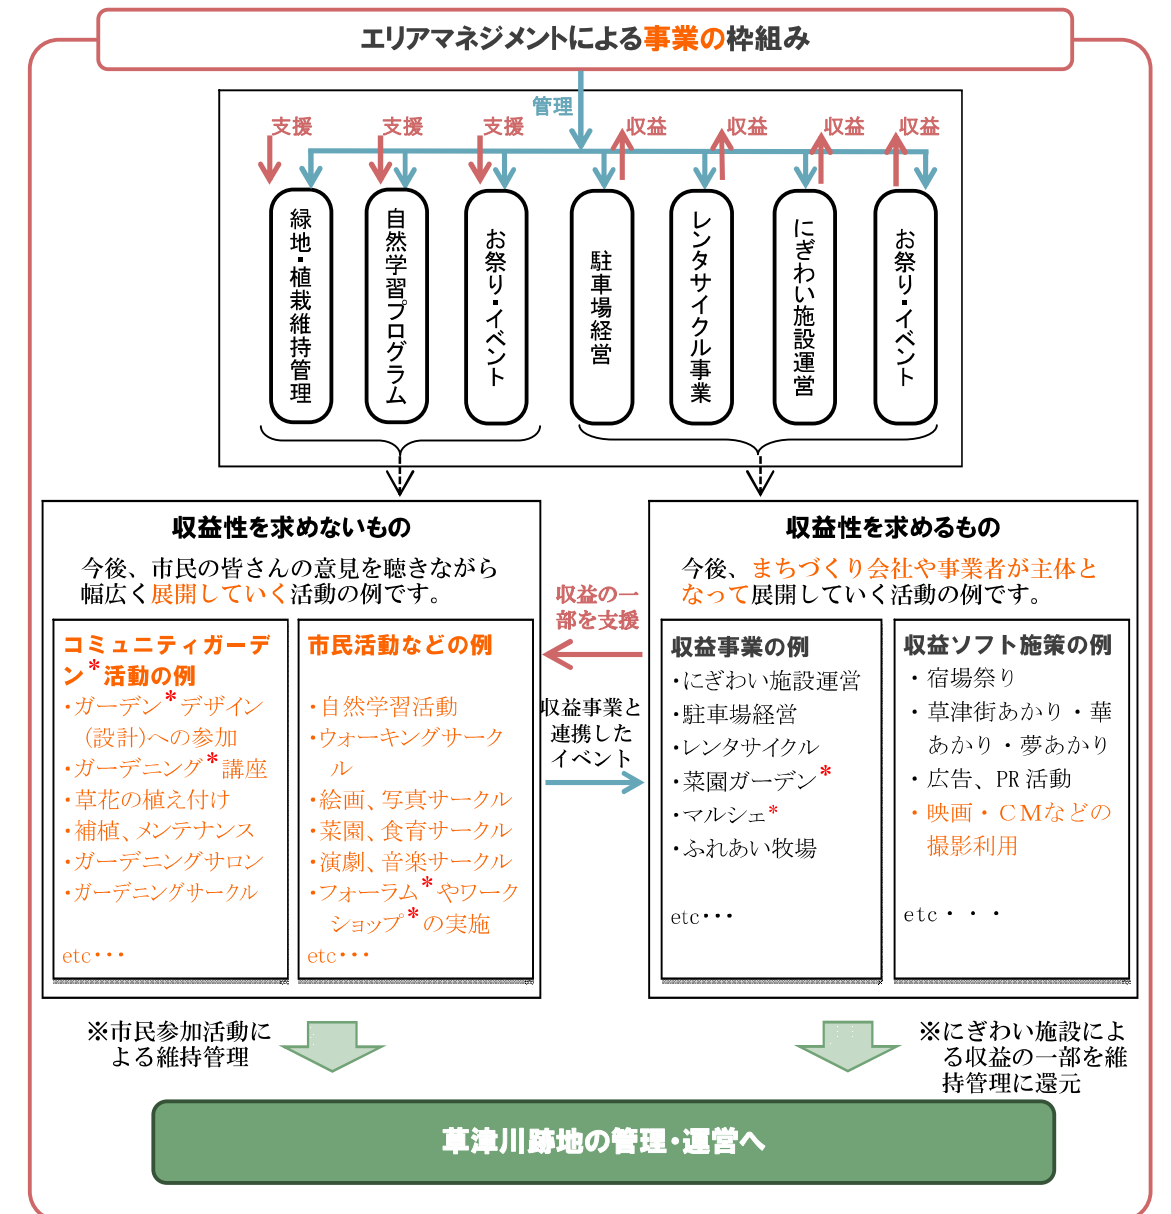 エリアマネジメントによる事業の枠組み
管理
支援
支援
支援
収益
収益
収益
収益
緑地・植栽維持管理
自然学習プログラム
お祭り・イベント
駐車場経営
レンタサイクル事業
にぎわい施設運営
お祭り・イベント
収益性を求めないもの
今後、市民の皆さんの意見を聴きながら
幅広く展開していく活動の例です。
コミュニティガーデ
ン*活動の例
・ガーデン*デザイン
(設計)への参加
・ガーデニング*講座
・草花の植え付け
・補植、メンテナンス
・ガーデニングサロン
・ガーデニングサークル
etc・・・
市民活動などの例
・自然学習活動
・ウォーキングサーク
ル
・絵画、写真サークル
・菜園、食育サークル
・演劇、音楽サークル
・フォーラム*やワーク
ショップ*の実施
etc・・・
収益の一
部を支援
収益事業と
連携した
イベント
収益性を求めるもの
今後、まちづくり会社や事業者が主体と
なって展開していく活動の例です。
収益事業の例
・にぎわい施設運営
・駐車場経営
・レンタサイクル
・菜園ガーデン*
・マルシェ*
・ふれあい牧場
etc・・・
収益ソフト施策の例
・宿場祭り
・草津街あかり・華
あかり・夢あかり
・広告、PR活動
・映画・CMなどの
撮影利用
etc・・・
※市民参加活動に
よる維持管理
※にぎわい施設によ
る収益の一部を維
持管理に還元
草津川跡地の管理・運営へ